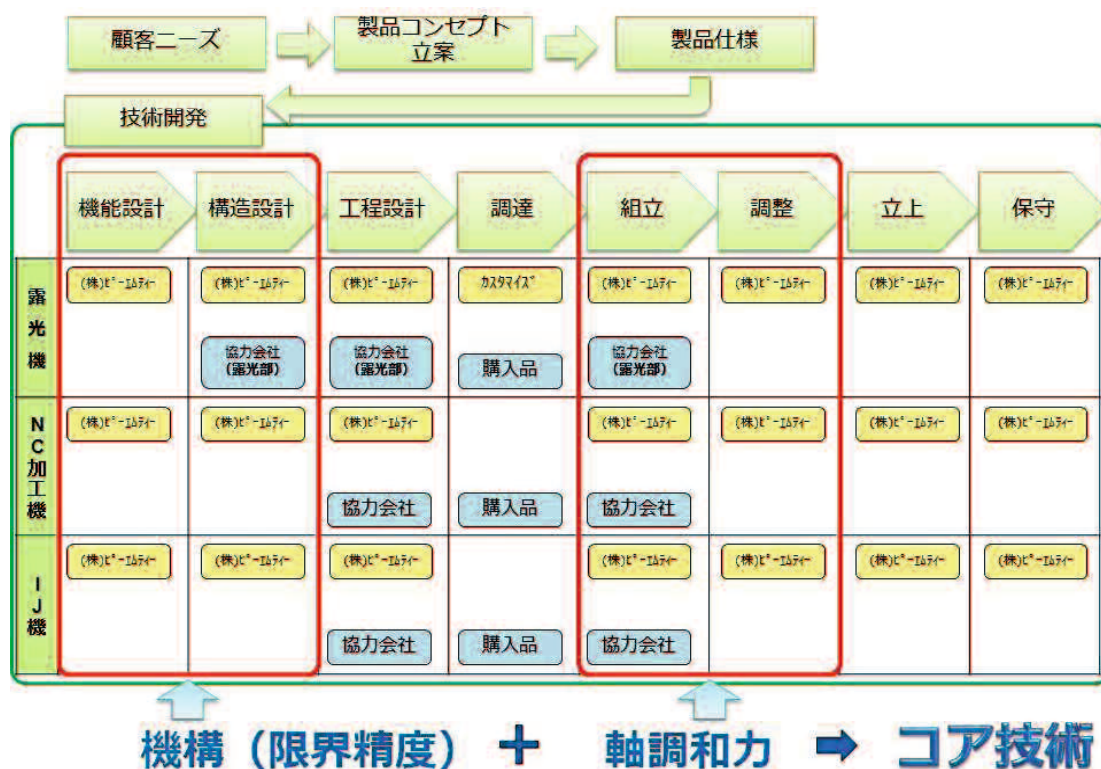 顧客ニーズ
製品コンセプト
立案
製品仕様
技術開発
機能設計
構造設計
工程設計
調達
組立
調整
立上
保守
露光機
(株)ピーエムティー
(株)ピーエムティー
(株)ピーエムティー
カスタマイズ
(株)ピーエムティー
(株)ピーエムティー
(株)ピーエムティー
(株)ピーエムティー
協力会社
(露光部)
協力会社
(露光部)
購入品
協力会社
(露光部)
NC加工機
(株)ピーエムティー
(株)ピーエムティー
(株)ピーエムティー
(株)ピーエムティー
(株)ピーエムティー
(株)ピーエムティー
(株)ピーエムティー
協力会社
購入品
協力会社
IJ機
(株)ピーエムティー
(株)ピーエムティー
(株)ピーエムティー
(株)ピーエムティー
(株)ピーエムティー
(株)ピーエムティー
(株)ピーエムティー
協力会社
購入品
協力会社
機構（限界精度） + 軸調和力 ➡ コア技術